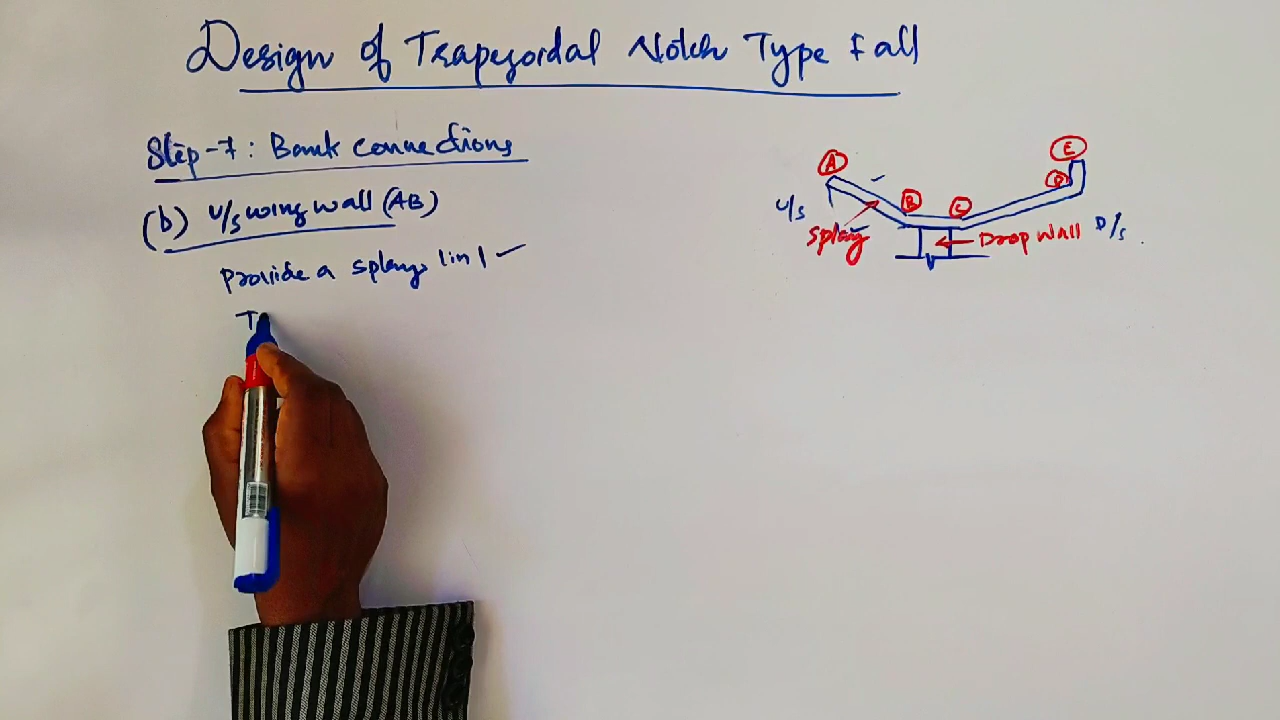 Design of Trapezoidal Notch Type Fall
Step-7: Bank connections
(b) U/s wing wall (AB)
Provide a splay, 1 in 1 ✓
T
A
B
C
D
E
U/s
splay
Drop wall
D/s